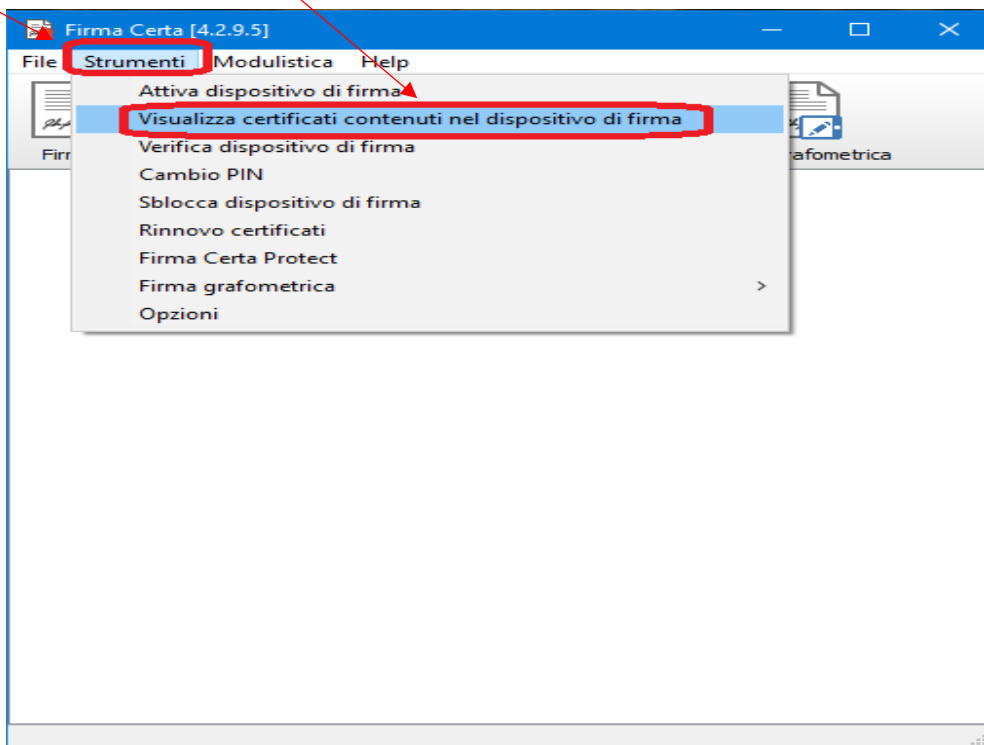 Firma Certa [4.2.9.5]
File Strumenti Modulistica Help
Attiva dispositivo di firma
Visualizza certificati contenuti nel dispositivo di firma
Verifica dispositivo di firma
Cambio PIN
Sblocca dispositivo di firma
Rinnovo certificati
Firma Certa Protect
Firma grafometrica >
Opzioni
Fir
afometrica